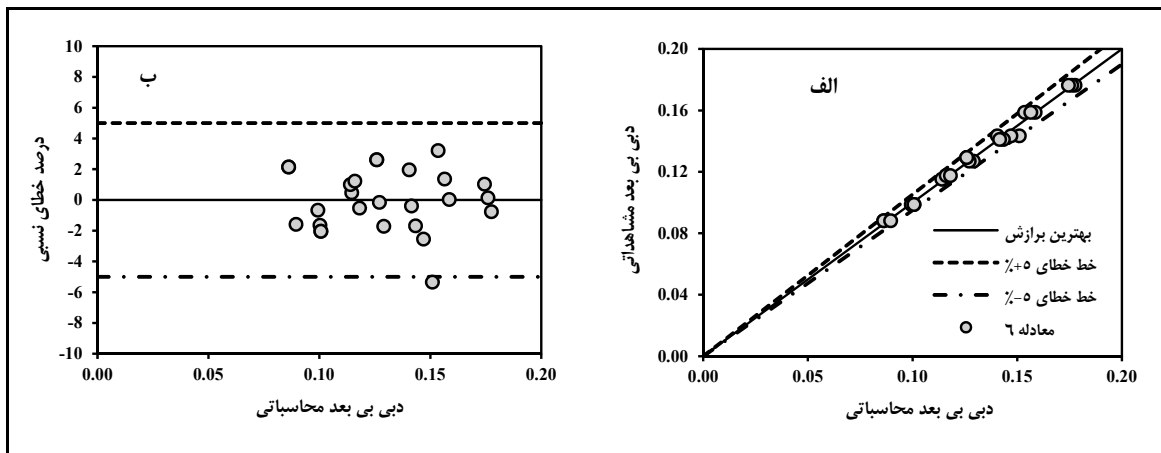 ب
درصد خطای نسبی
10
8
6
4
2
0
-2
-4
-6
-8
-10
0.00 0.05 0.10 0.15 0.20
دبی بی بعد محاسباتی
الف
دبی بی بعد مشاهداتی
0.20
0.16
0.12
0.08
0.04
0.00
0.00 0.05 0.10 0.15 0.20
دبی بی بعد محاسباتی
بهترین برازش
خط خطای ٥+٪
خط خطای ٥-٪
معادله ٦